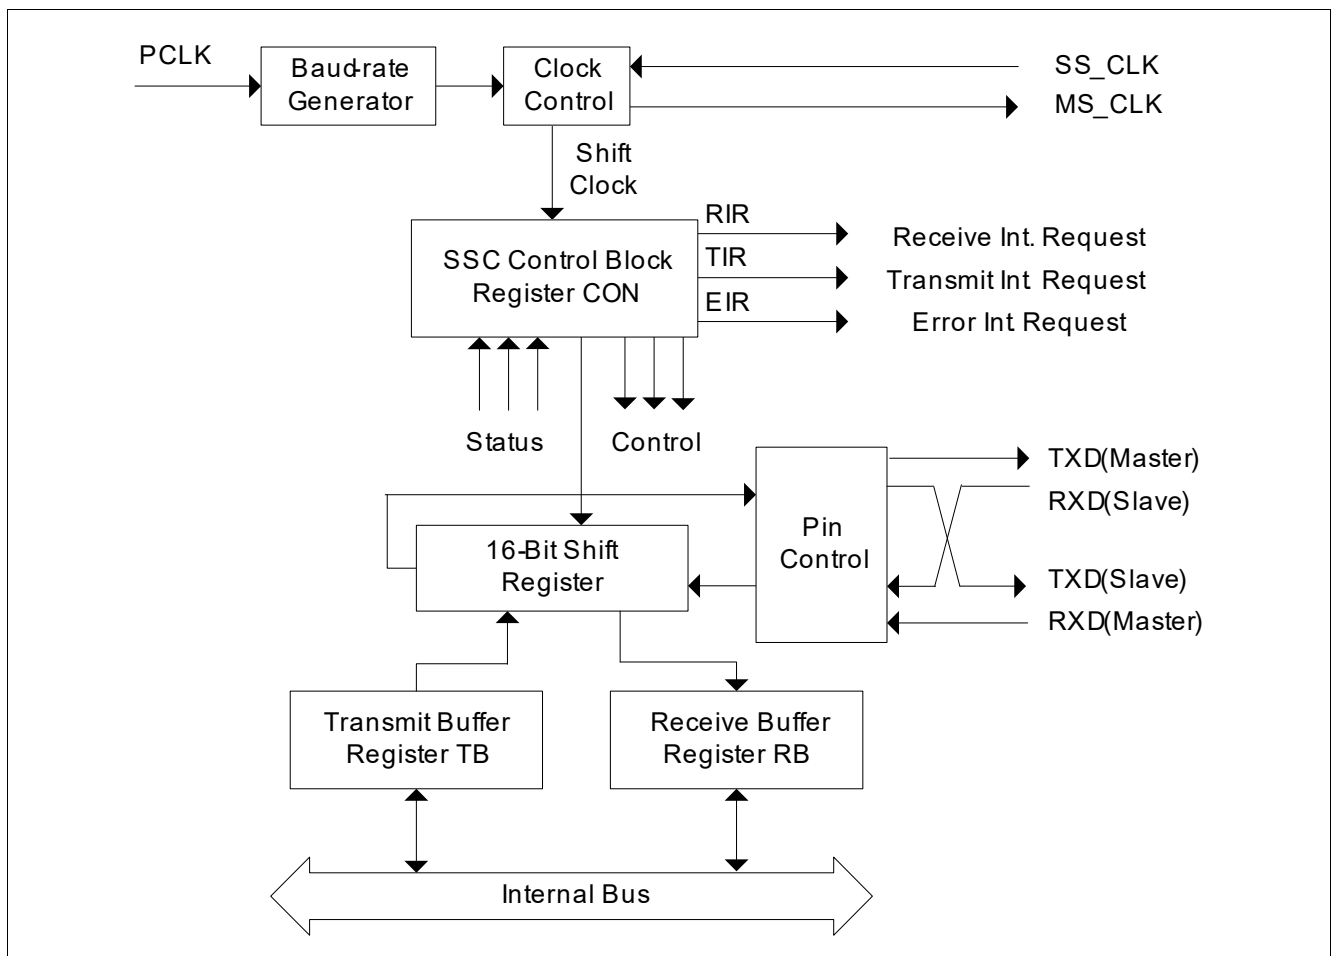 PCLK
Baud-rate
Generator
Clock
Control
SS_CLK
MS_CLK
Shift
Clock
SSC Control Block
Register CON
RIR
TIR
EIR
Receive Int. Request
Transmit Int. Request
Error Int. Request
Status
Control
16-Bit Shift
Register
Pin
Control
TXD(Master)
RXD(Slave)
TXD(Slave)
RXD(Master)
Transmit Buffer
Register TB
Receive Buffer
Register RB
Internal Bus